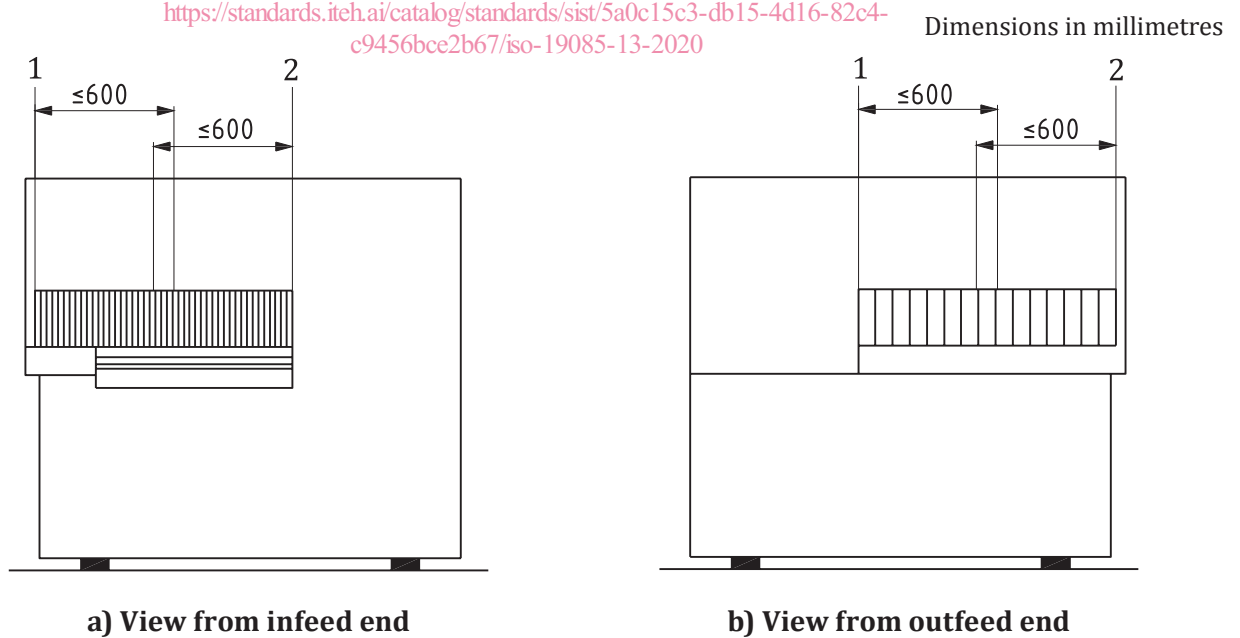 https://standards.iteh.ai/catalog/standards/sist/5a0c15c3-db15-4d16-82c4-
c9456bce2b67/iso-19085-13-2020
Dimensions in millimetres
1
2
≤600
≤600
1
2
≤600
≤600
a) View from infeed end
b) View from outfeed end